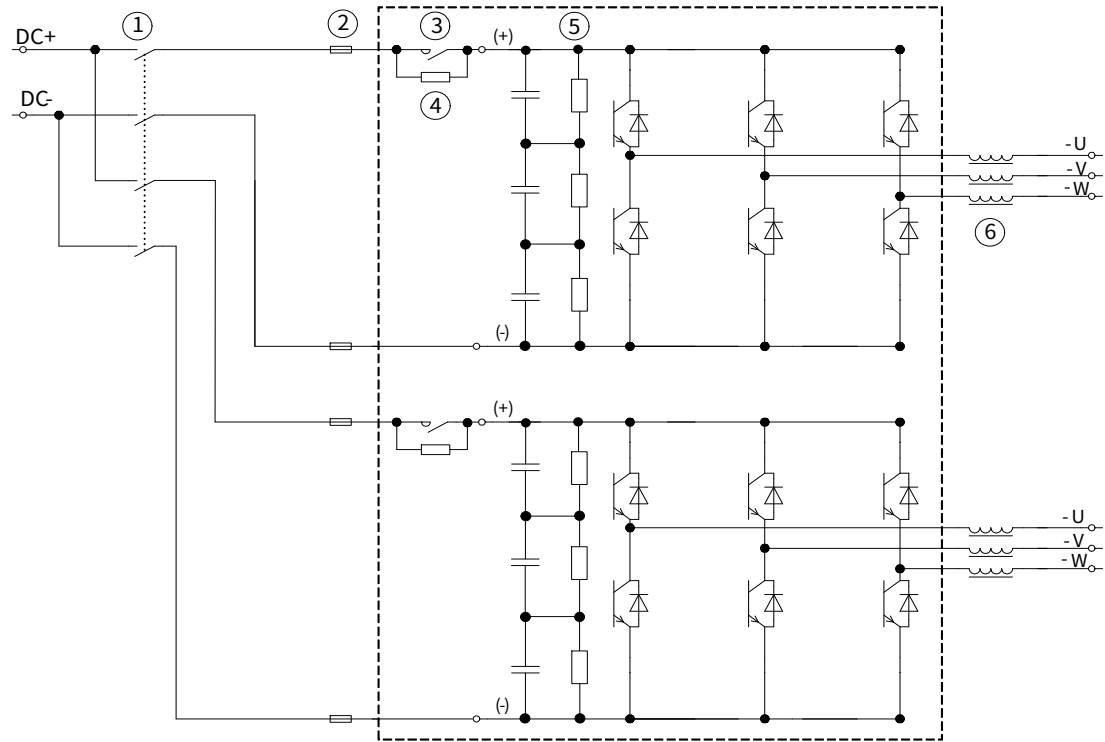 ① ② ③ ⑤
DC+
(+)
④
DC-
-U
-V
-W
⑥
(-)
(+)
-U
-V
-W
(-)